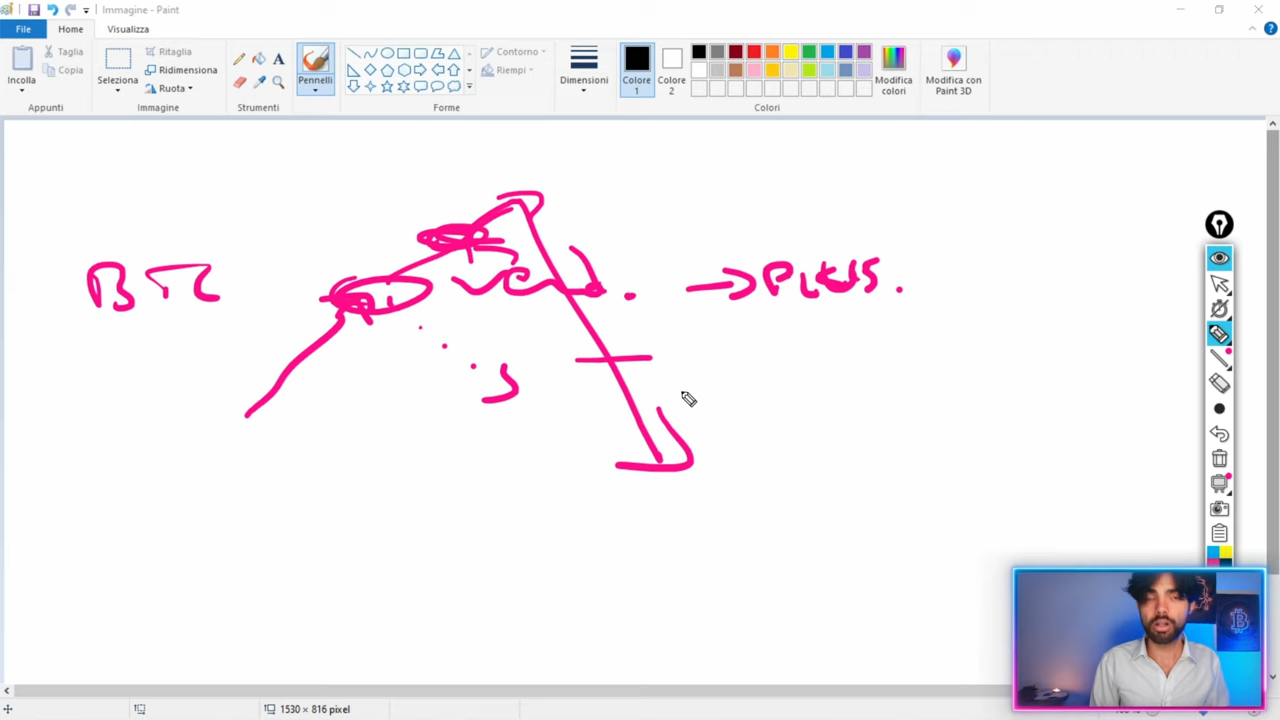 Immagine - Paint
File Home Visualizza
Incolla
Taglia
Copia
Appunti
Seleziona
Ritaglia
Ridimensiona
Ruota
Immagine
Strumenti
Pennelli
Forme
Contorno
Riempi
Dimensioni
Colore 1
Colore 2
Modifica colori
Colori
Modifica con Paint 3D
BTC
1530 × 816 pixel